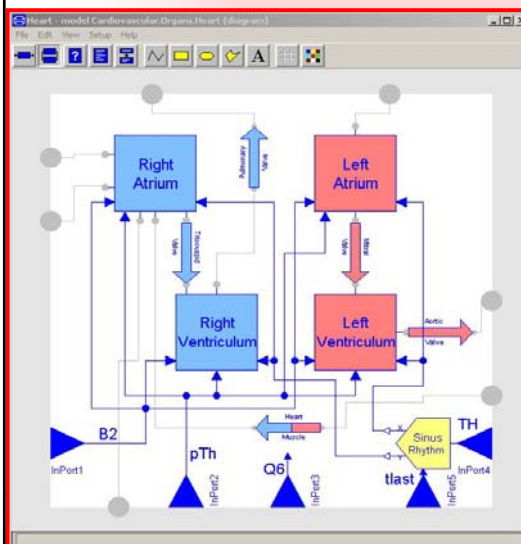 Heart - model Cardiovascular.Organs.Heart (diagram)
File Edit View Setup Help
A
Right
Atrium
Pulmonary
Valve
Left
Atrium
Valve
Mitral
Valve
Right
Ventriculum
Left
Ventriculum
Aortic
Valve
Heart
Muzcle
B2
InPort1
pTh
InPort2
Q6
InPort3
X
Y
Sinus
Rhythm
TH
InPort4
tlast
InPort5